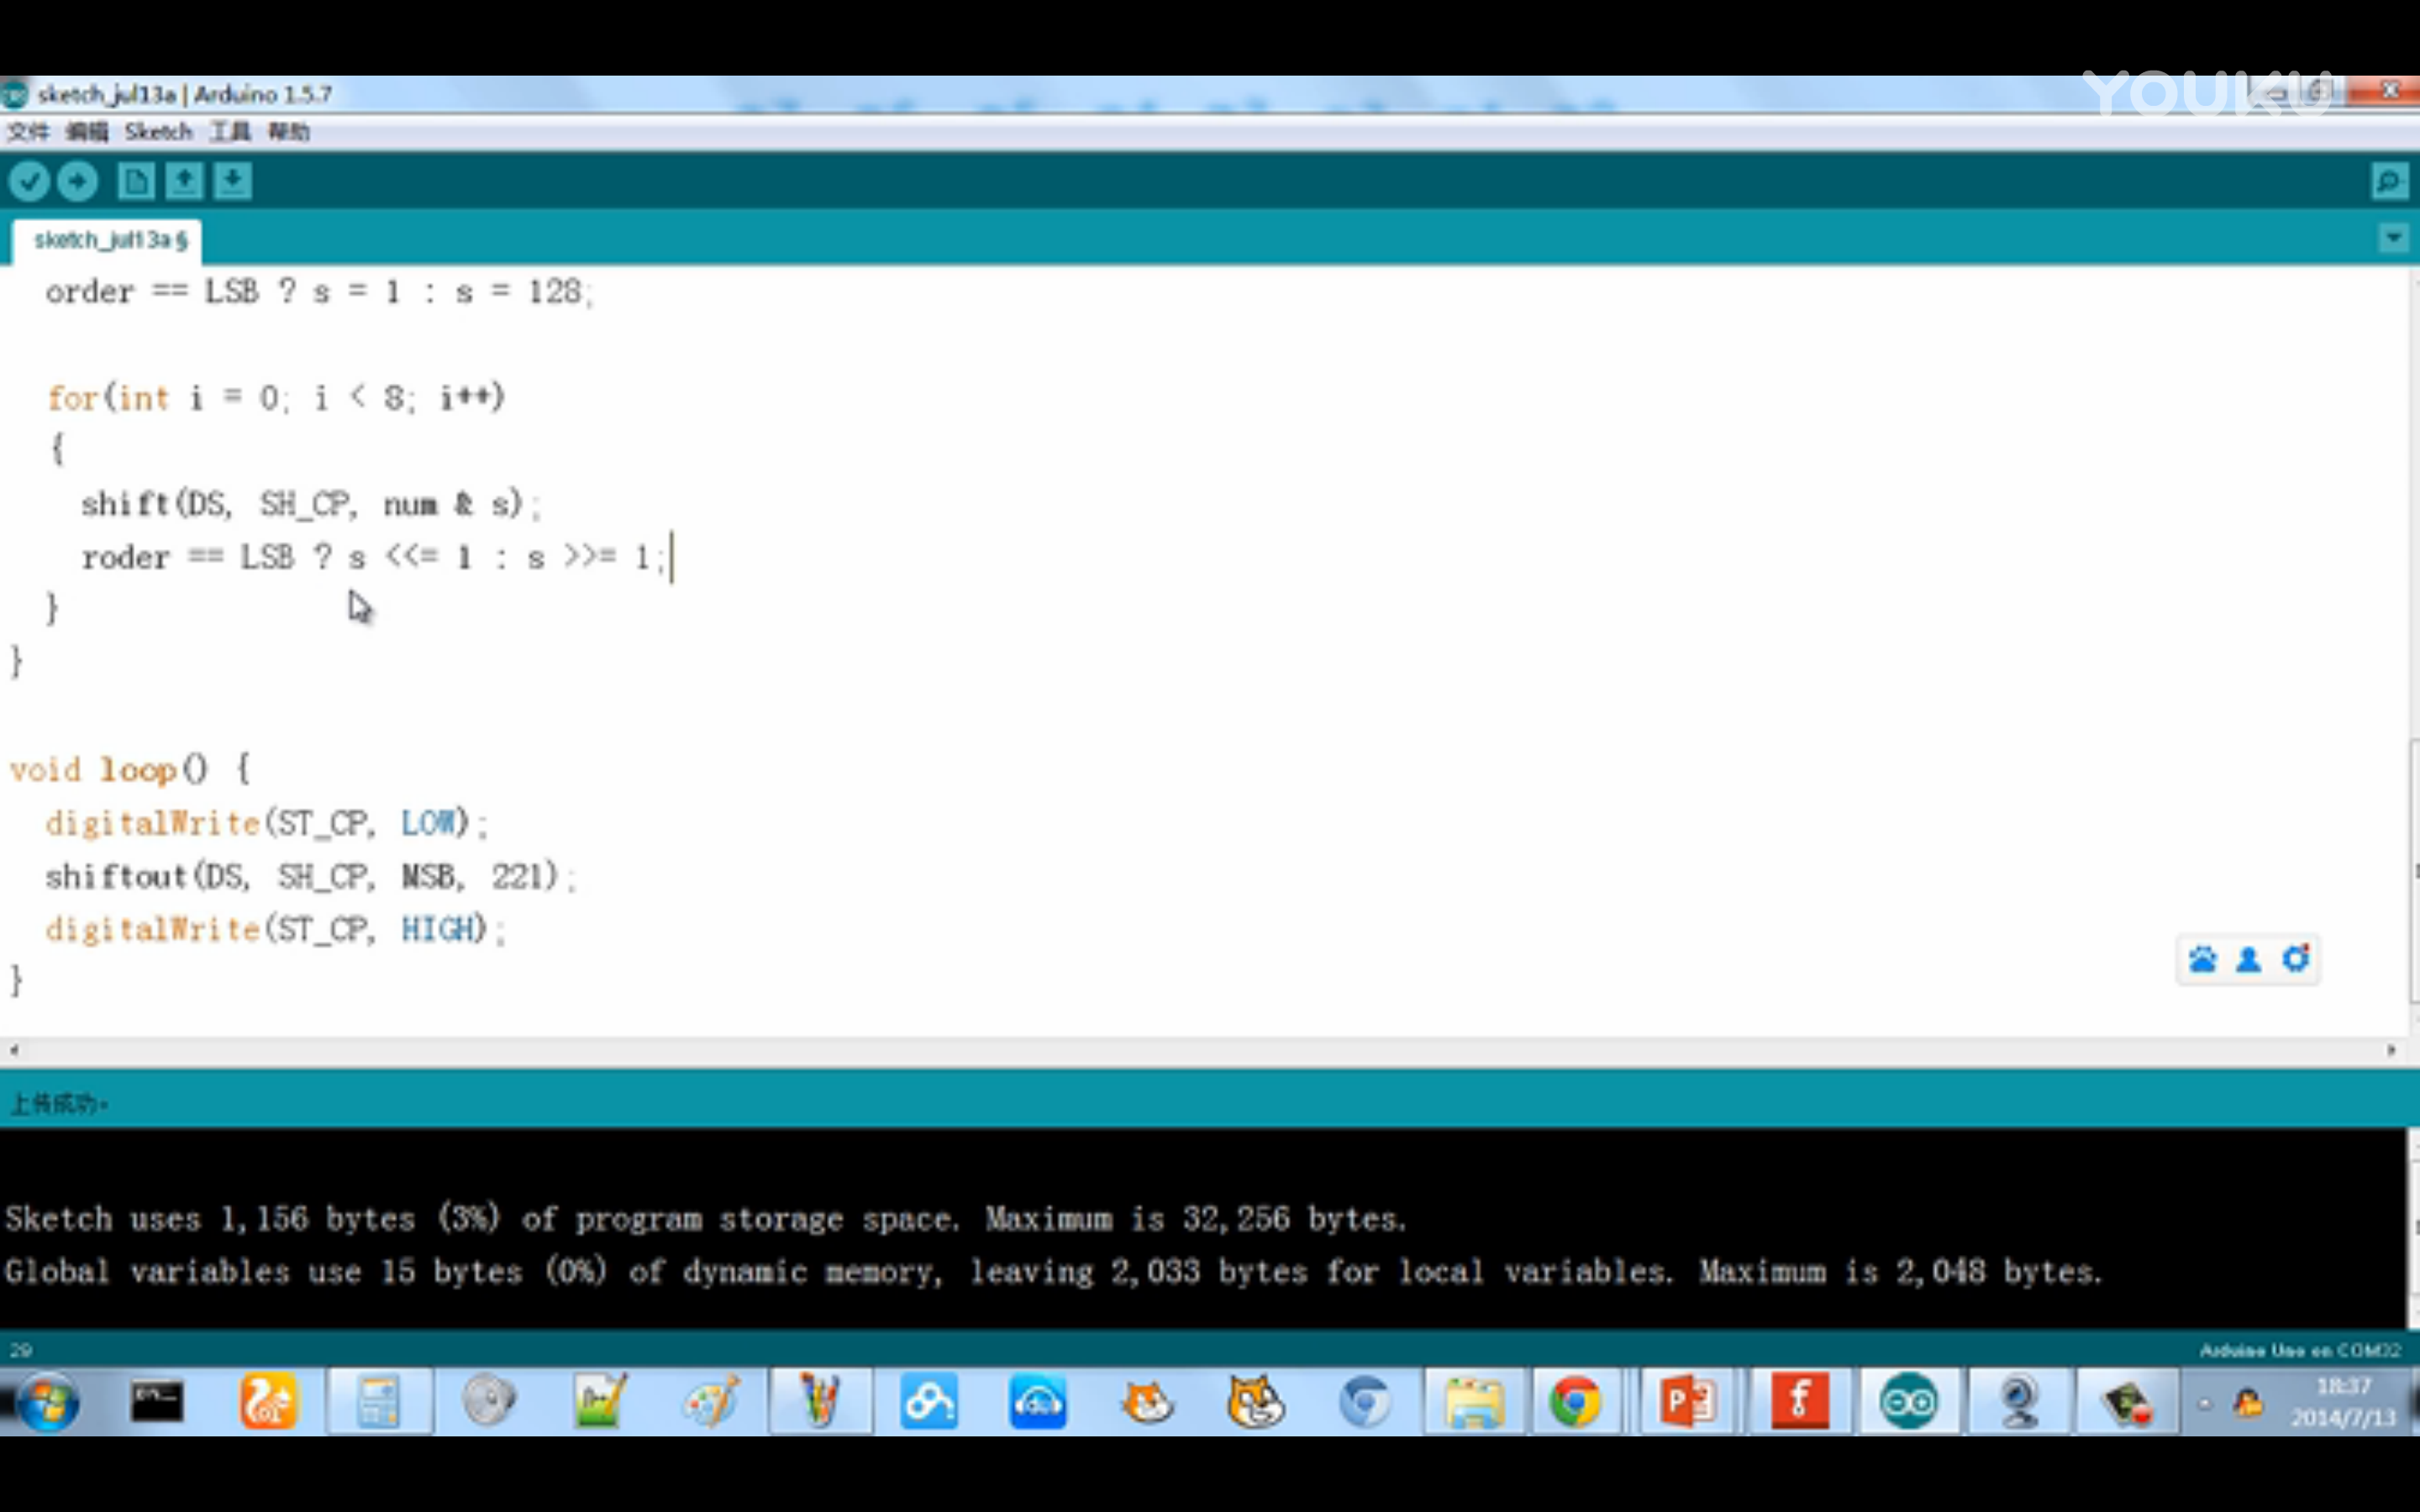 YOUKU
sketch_jul13a | Arduino 1.5.7
文件 编辑 Sketch 工具 帮助
sketch_jul13a §
order == LSB ? s = 1 : s = 128;
for(int i = 0; i < 8; i++)
{
shift(DS, SH_CP, num & s);
roder == LSB ? s <<= 1 : s >>= 1;
}
}
void loop() {
digitalWrite(ST_CP, LOW);
shiftout(DS, SH_CP, MSB, 221);
digitalWrite(ST_CP, HIGH);
}
上传成功。
Sketch uses 1,156 bytes (3%) of program storage space. Maximum is 32,256 bytes.
Global variables use 15 bytes (0%) of dynamic memory, leaving 2,033 bytes for local variables. Maximum is 2,048 bytes.
29
Arduino Uno on COM32
18:37
2014/7/13